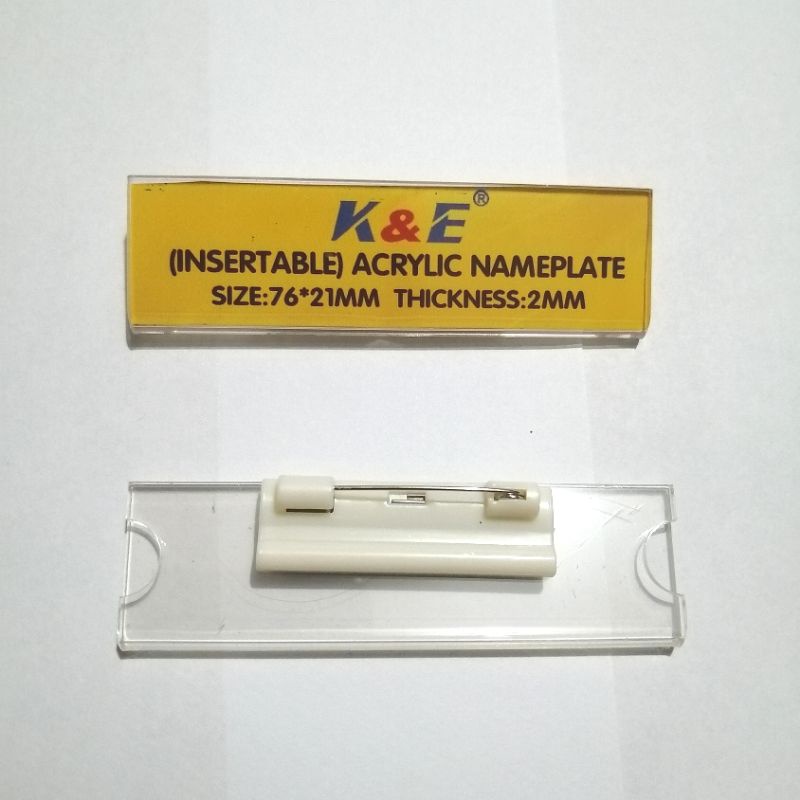 K&E®
(INSERTABLE) ACRYLIC NAMEPLATE
SIZE:76*21MM THICKNESS:2MM